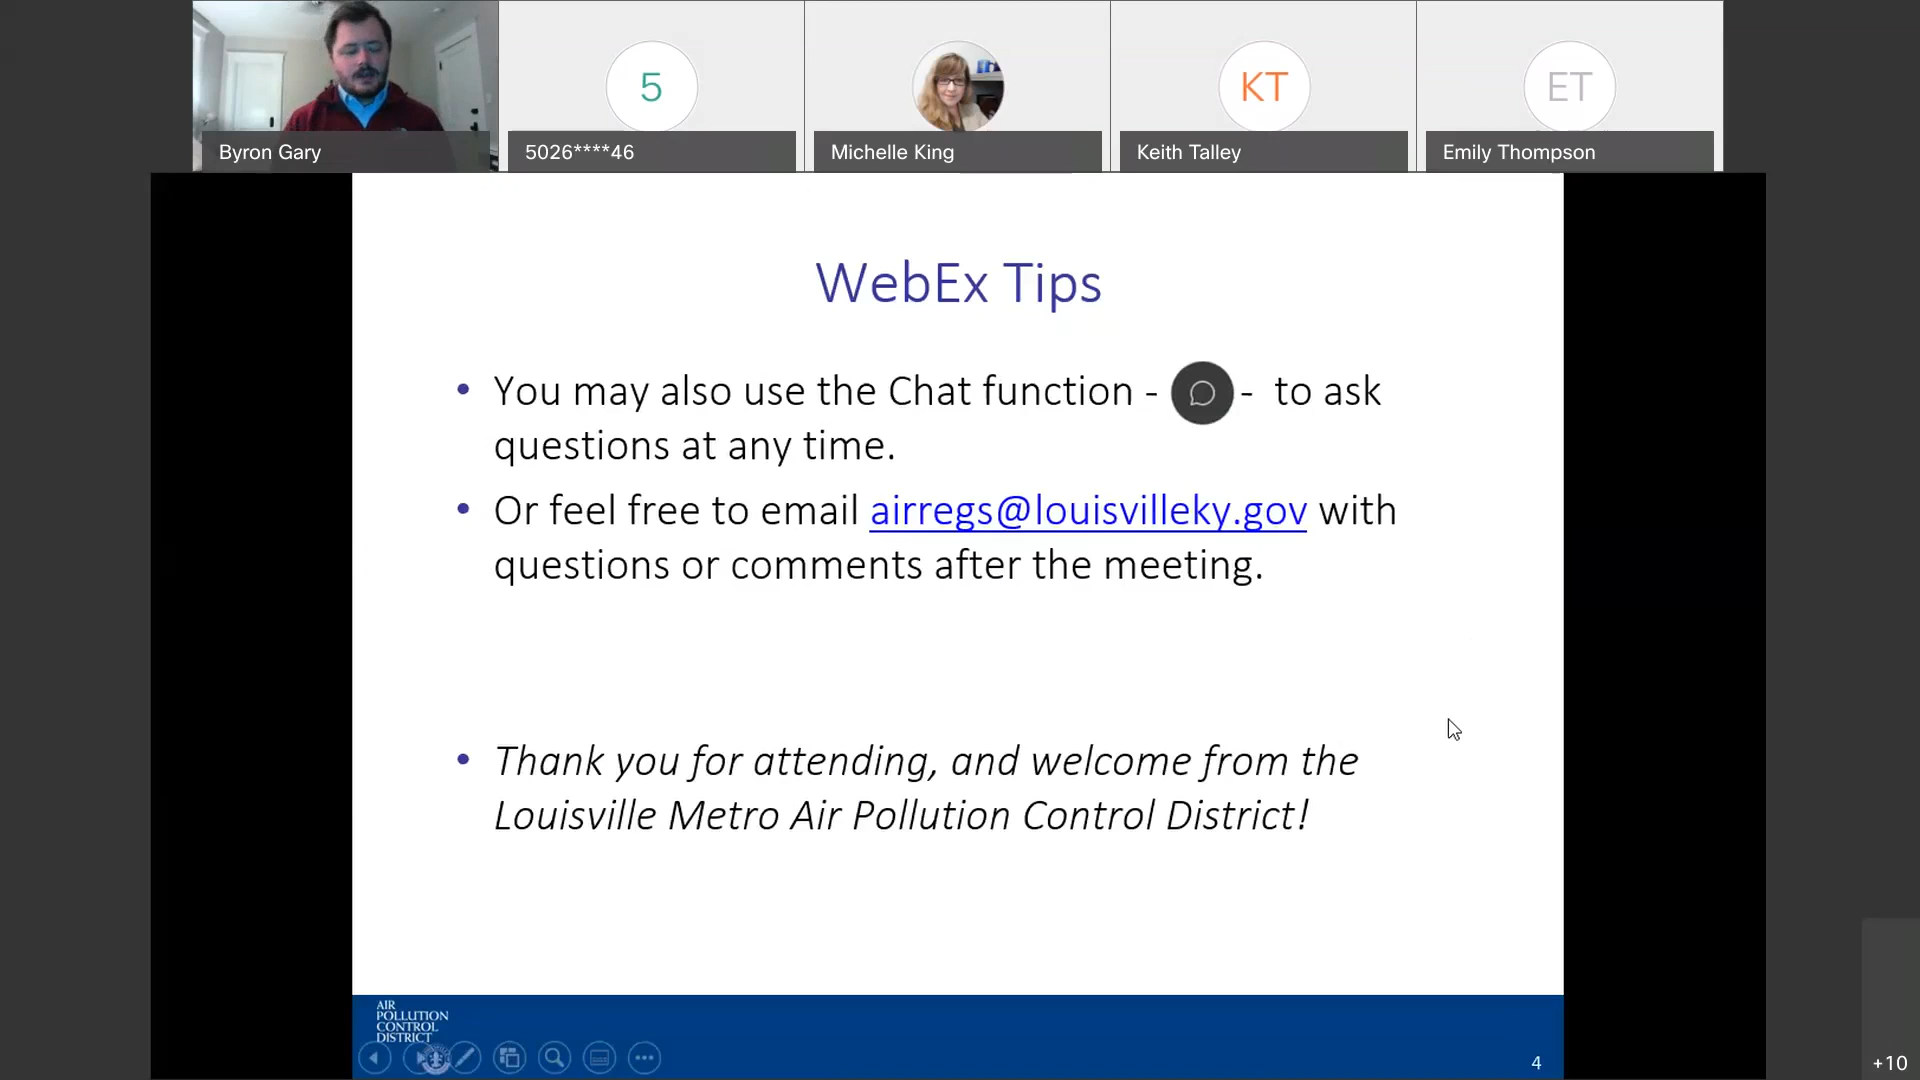 5
KT
ET
Byron Gary
5026****46
Michelle King
Keith Talley
Emily Thompson
WebEx Tips
• You may also use the Chat function - - to ask
questions at any time.
• Or feel free to email airregs@louisvilleky.gov with
questions or comments after the meeting.
• Thank you for attending, and welcome from the
Louisville Metro Air Pollution Control District!
AIR
POLLUTION
CONTROL
DISTRICT
4
+10